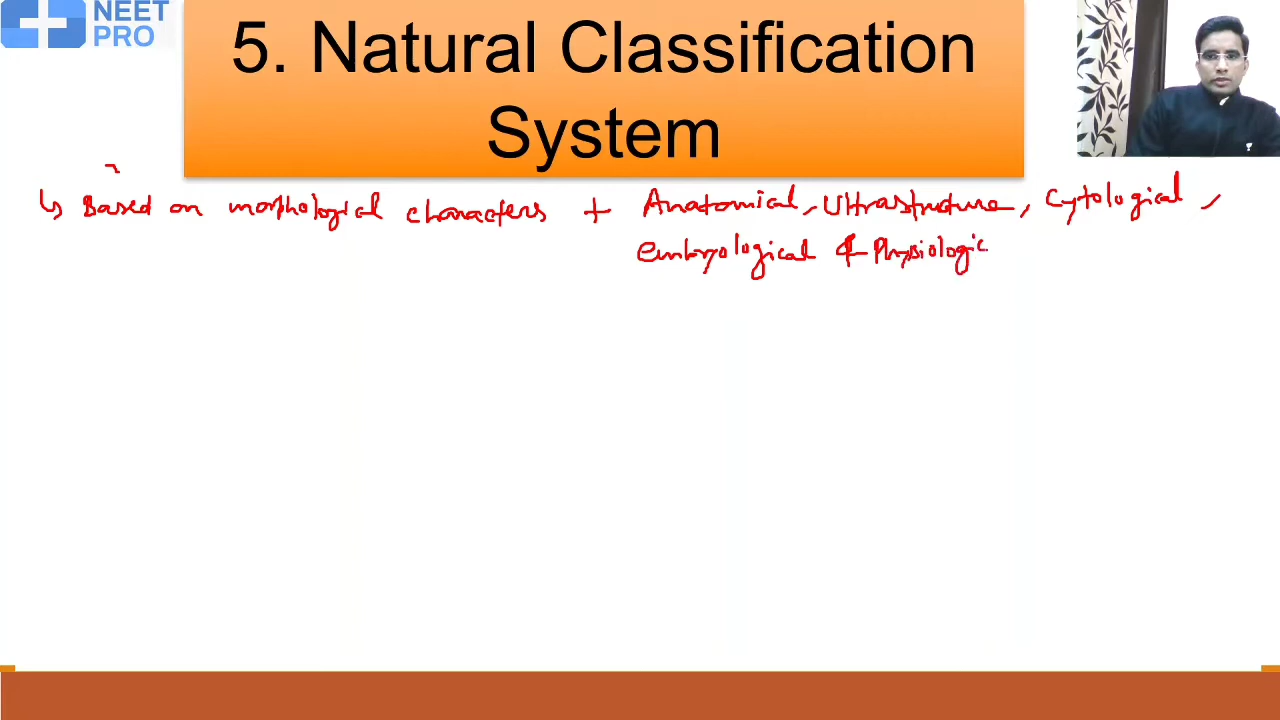 NEET
PRO
5. Natural Classification
System
↳ Based on morphological characters + Anatomical, Ultrastructure, Cytological,
embryological & Physiologic